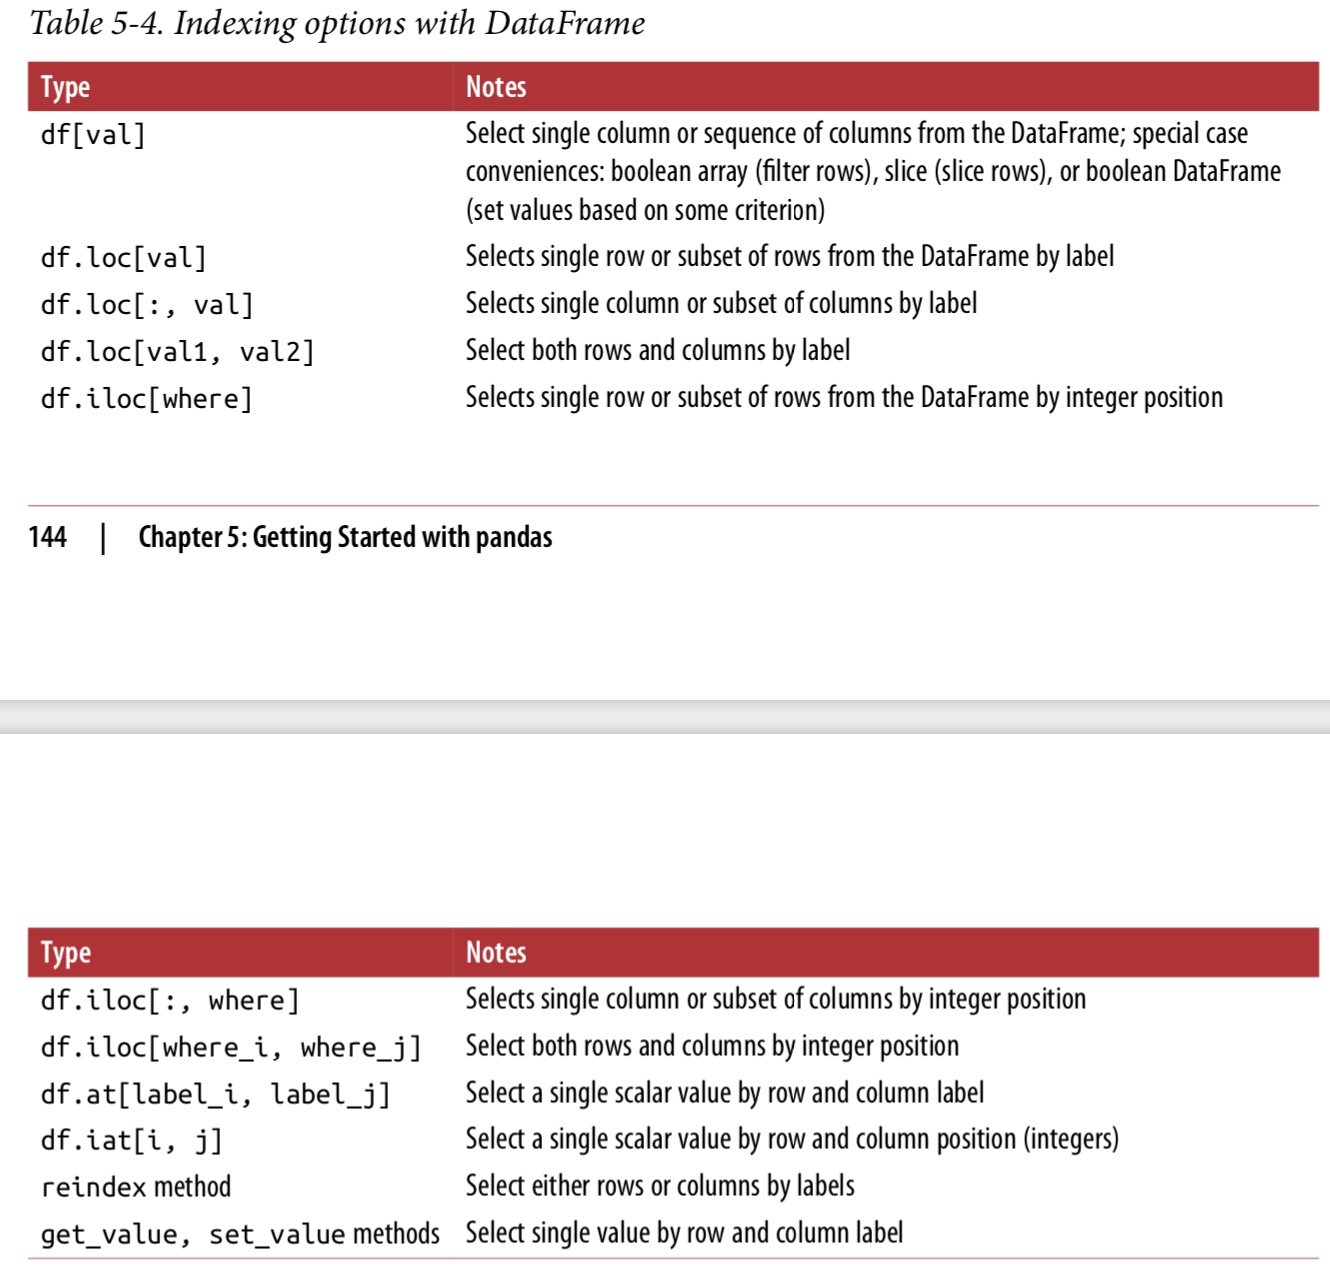 Table 5-4. Indexing options with DataFrame
Type Notes
df[val] Select single column or sequence of columns from the DataFrame; special case
conveniences: boolean array (filter rows), slice (slice rows), or boolean DataFrame
(set values based on some criterion)
df.loc[val] Selects single row or subset of rows from the DataFrame by label
df.loc[:, val] Selects single column or subset of columns by label
df.loc[val1, val2] Select both rows and columns by label
df.iloc[where] Selects single row or subset of rows from the DataFrame by integer position
144 | Chapter 5: Getting Started with pandas
Type Notes
df.iloc[:, where] Selects single column or subset of columns by integer position
df.iloc[where_i, where_j] Select both rows and columns by integer position
df.at[label_i, label_j] Select a single scalar value by row and column label
df.iat[i, j] Select a single scalar value by row and column position (integers)
reindex method Select either rows or columns by labels
get_value, set_value methods Select single value by row and column label